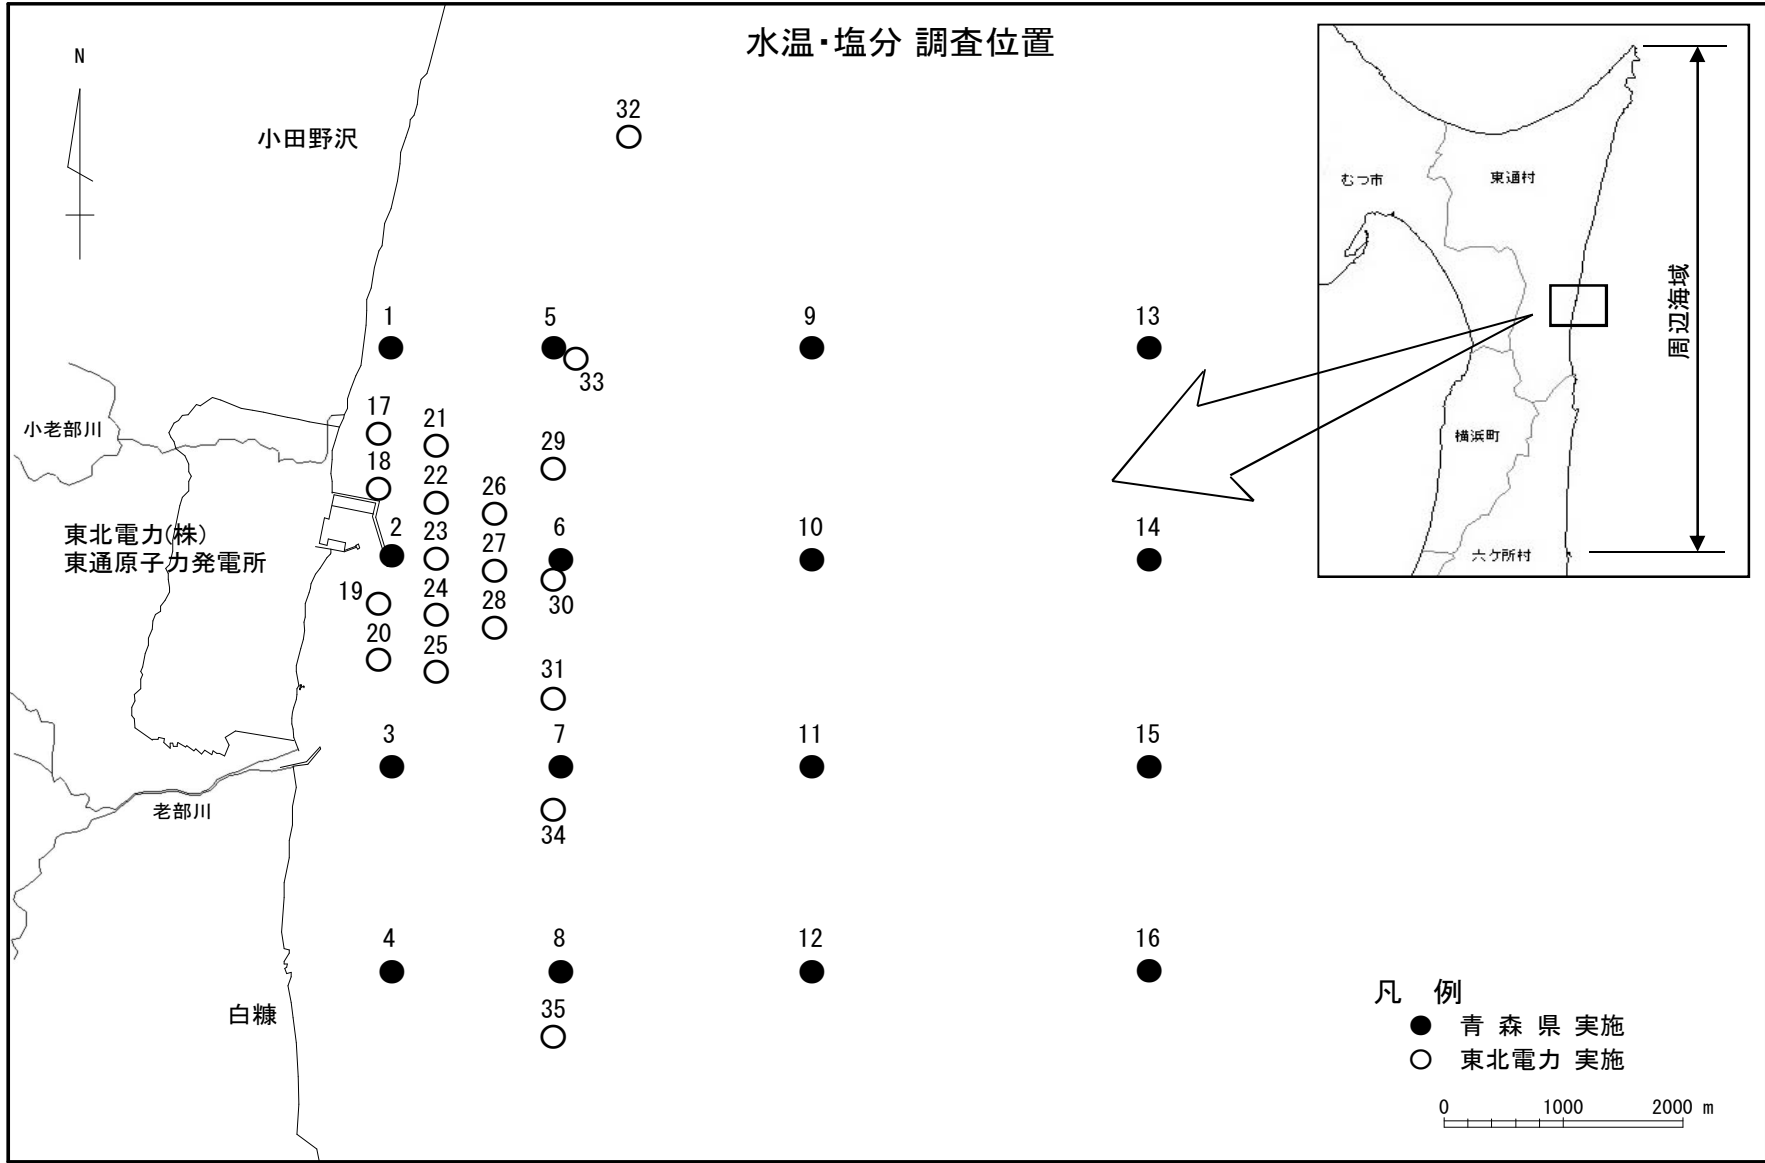 水温・塩分 調査位置
N
小田野沢
32
むつ市
東通村
周辺海域
横浜町
六ケ所村
1
5
9
13
33
17
21
小老部川
29
18
22
26
東北電力(株)
東通原子力発電所
2
23
27
6
10
14
19
24
28
30
20
25
31
3
7
11
15
老部川
34
4
8
12
16
白糠
35
凡 例
● 青 森 県 実施
○ 東北電力 実施
0 1000 2000 m